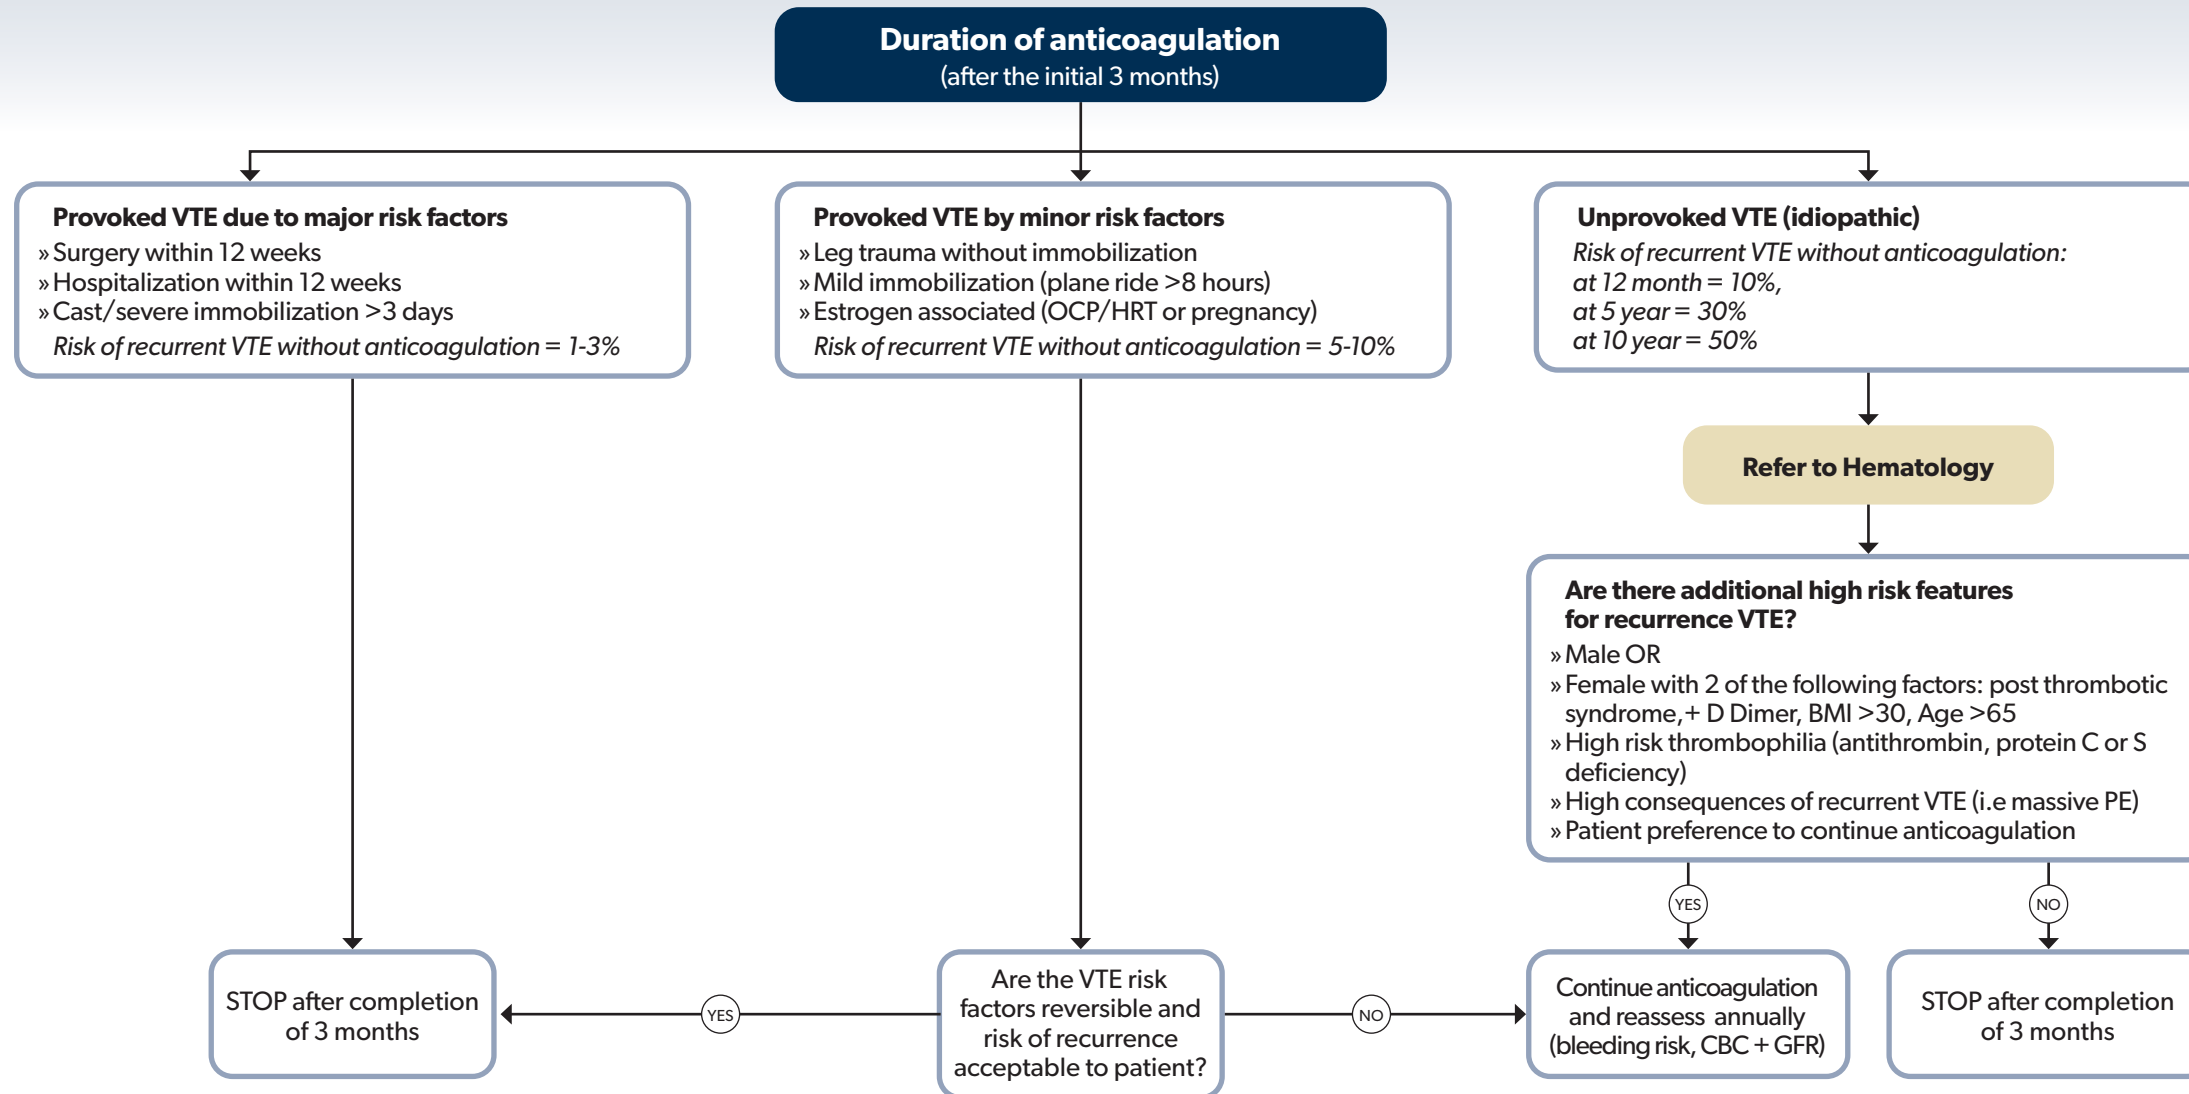 Duration of anticoagulation
(after the initial 3 months)
Provoked VTE due to major risk factors
» Surgery within 12 weeks
» Hospitalization within 12 weeks
» Cast/severe immobilization >3 days
Risk of recurrent VTE without anticoagulation = 1-3%
Provoked VTE by minor risk factors
» Leg trauma without immobilization
» Mild immobilization (plane ride >8 hours)
» Estrogen associated (OCP/HRT or pregnancy)
Risk of recurrent VTE without anticoagulation = 5-10%
Unprovoked VTE (idiopathic)
Risk of recurrent VTE without anticoagulation:
at 12 month = 10%,
at 5 year = 30%
at 10 year = 50%
Refer to Hematology
Are there additional high risk features
for recurrence VTE?
» Male OR
» Female with 2 of the following factors: post thrombotic
syndrome,+ D Dimer, BMI >30, Age >65
» High risk thrombophilia (antithrombin, protein C or S
deficiency)
» High consequences of recurrent VTE (i.e massive PE)
» Patient preference to continue anticoagulation
YES
NO
STOP after completion
of 3 months
YES
Are the VTE risk
factors reversible and
risk of recurrence
acceptable to patient?
NO
Continue anticoagulation
and reassess annually
(bleeding risk, CBC + GFR)
STOP after completion
of 3 months